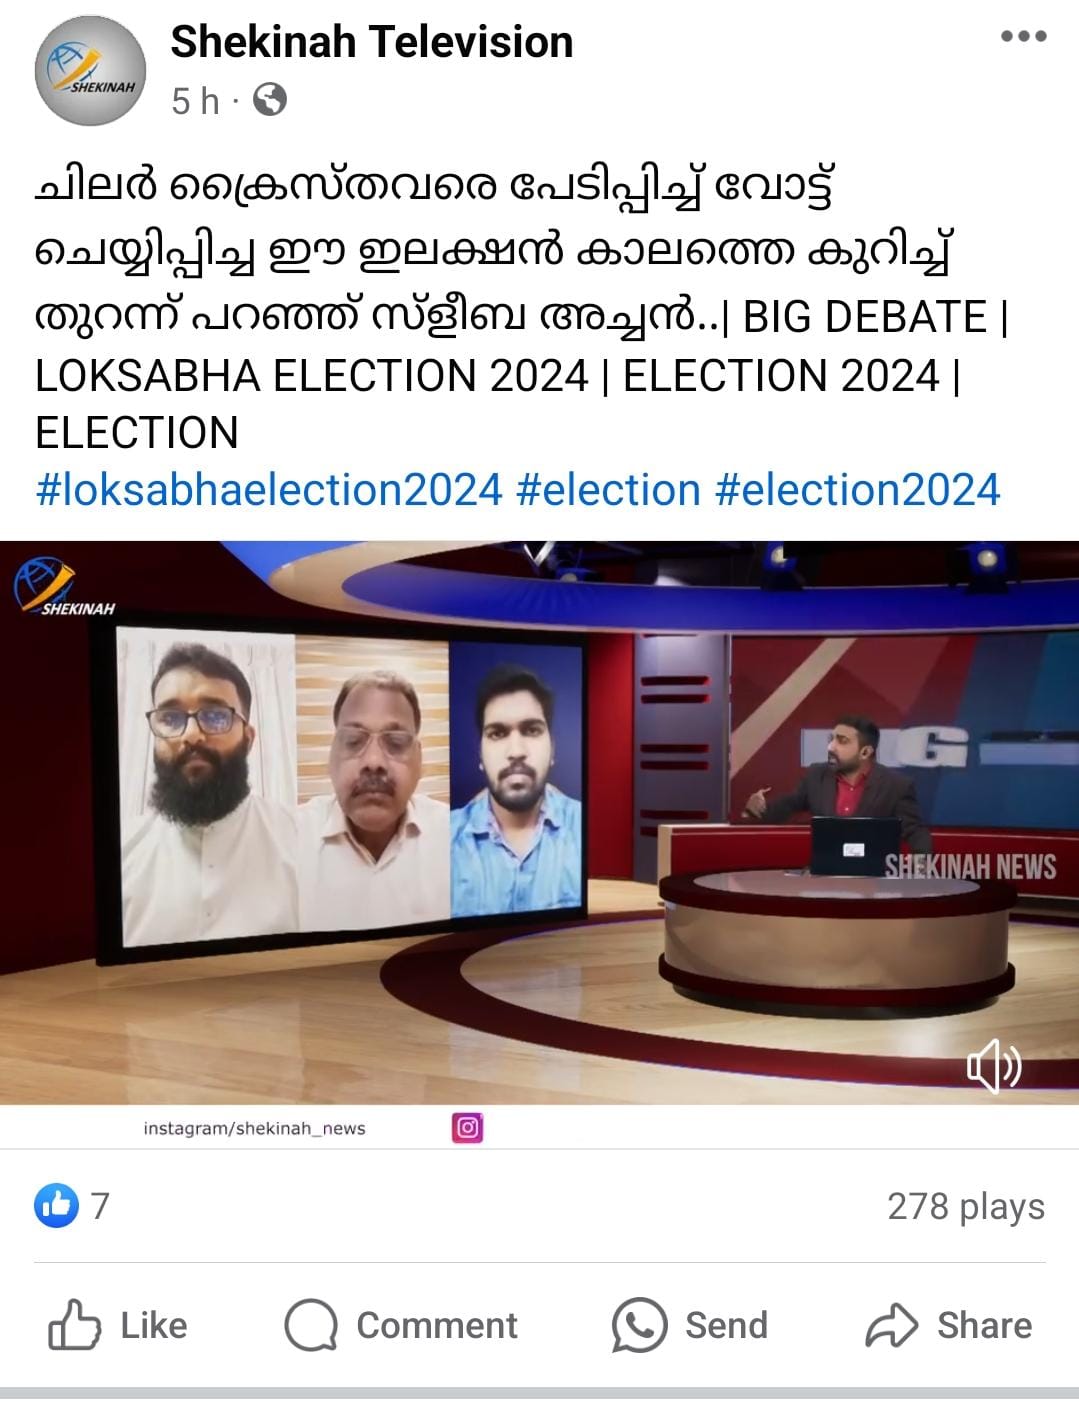 Shekinah Television
5 h ·
SHEKINAH
ചിലർ ക്രൈസ്തവരെ പേടിപ്പിച്ച് വോട്ട്
ചെയ്യിപ്പിച്ച ഈ ഇലക്ഷൻ കാലത്തെ കുറിച്ച്
തുറന്ന് പറഞ്ഞ് സ്ളീബ അച്ചൻ..| BIG DEBATE |
LOKSABHA ELECTION 2024 | ELECTION 2024 |
ELECTION
#loksabhaelection2024 #election #election2024
SHEKINAH
SHEKINAH NEWS
instagram/shekinah_news
7
278 plays
Like
Comment
Send
Share